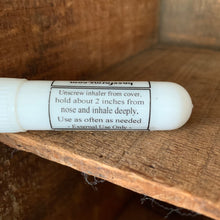 Unscrew inhaler from cover,
hold about 2 inches from
nose and inhale deeply.
Use as often as needed
- External Use Only -